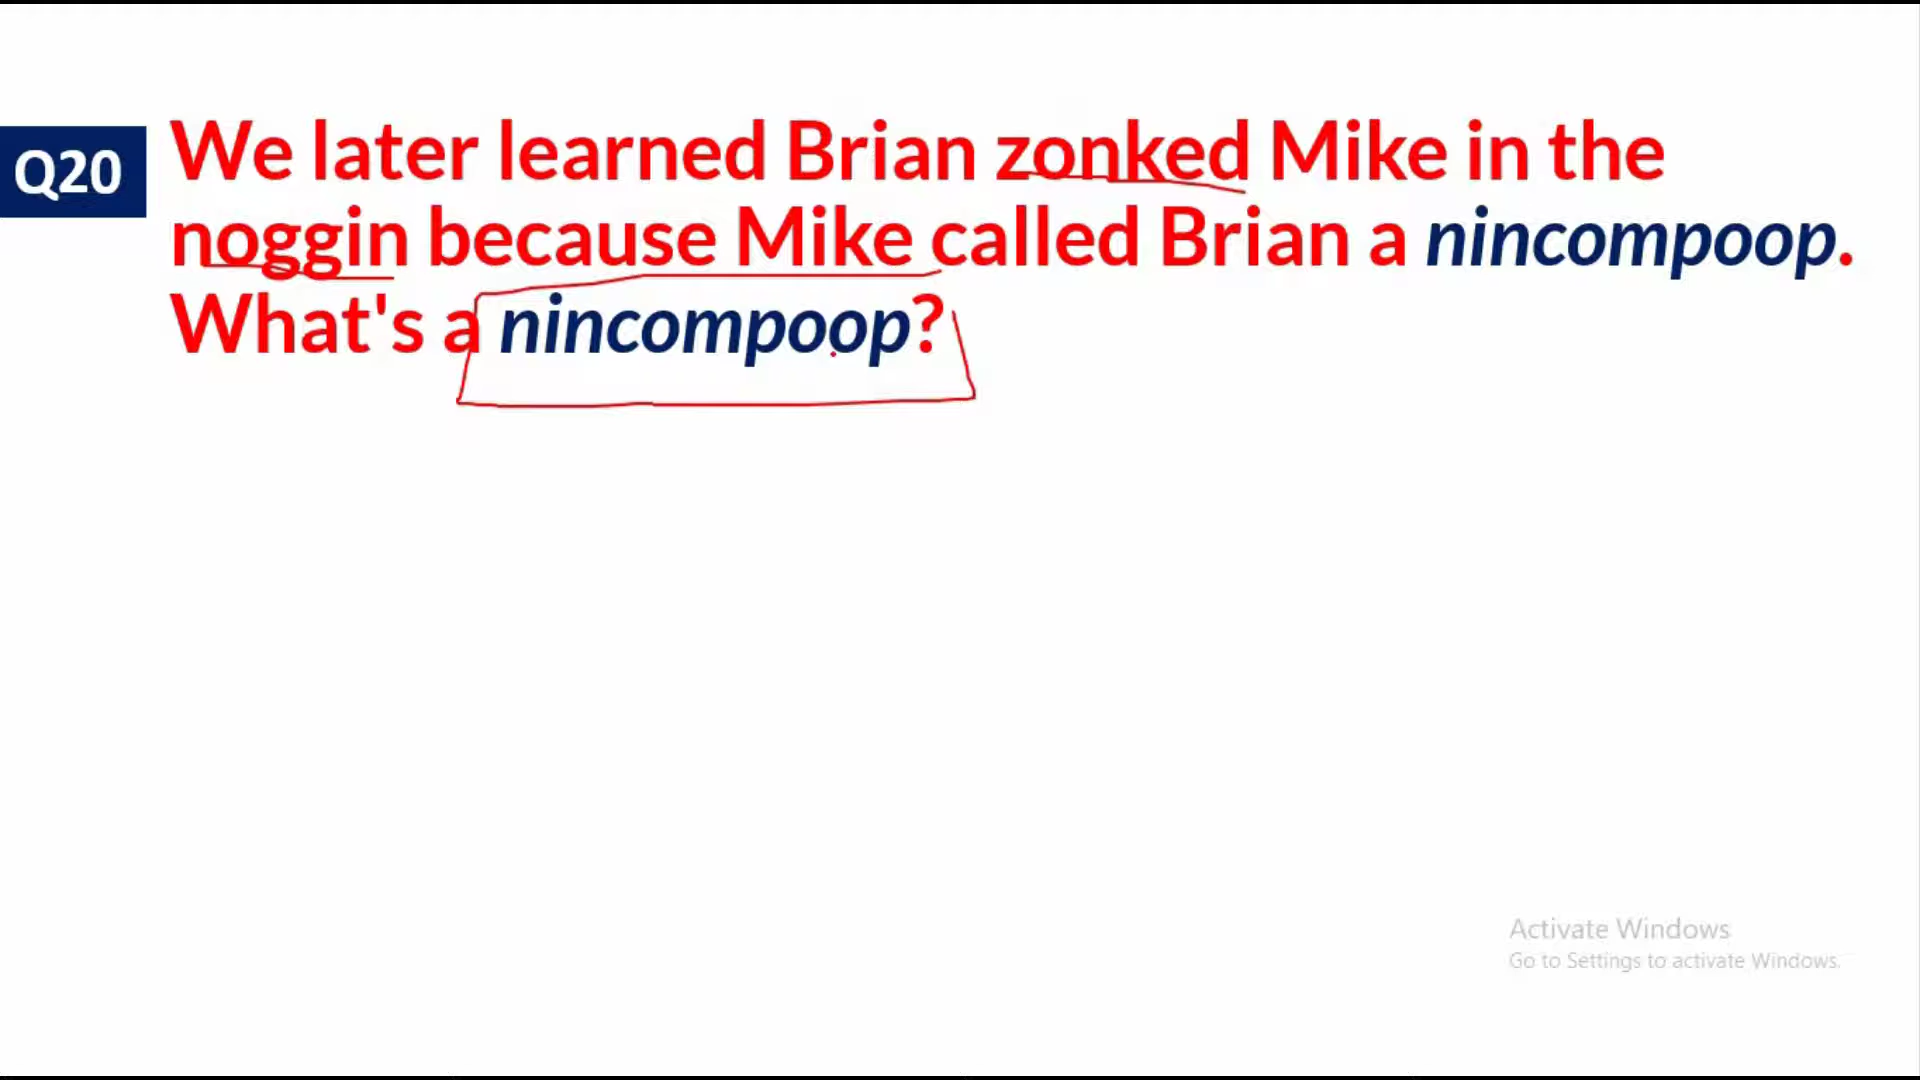 Q20
We later learned Brian zonked Mike in the
noggin because Mike called Brian a nincompoop.
What's a nincompoop?
Activate Windows
Go to Settings to activate Windows.